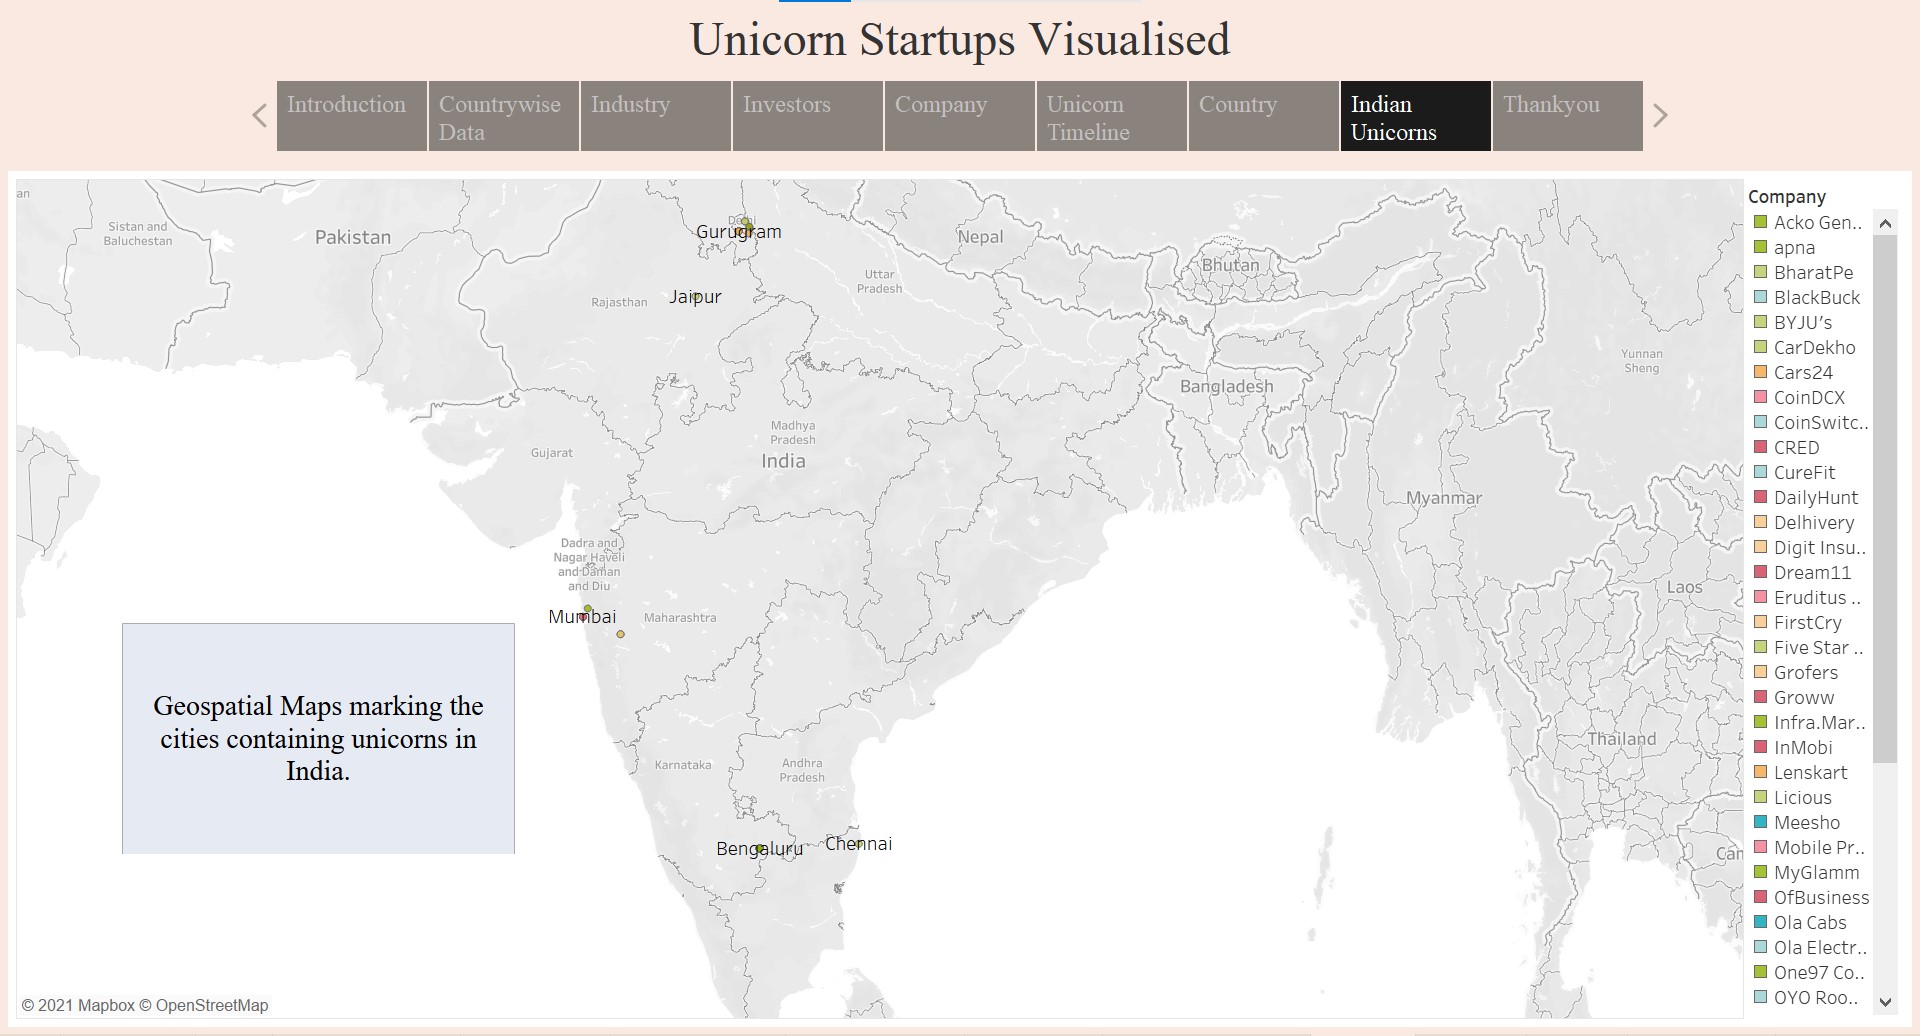 Unicorn Startups Visualised
Introduction
Countrywise
Data
Industry
Investors
Company
Unicorn
Timeline
Country
Indian
Unicorns
Thankyou
an
Sistan and
Baluchestan
Pakistan
Delhi
Gurugram
Nepal
Bhutan
Uttar
Pradesh
Rajasthan
Jaipur
Yunnan
Sheng
Bangladesh
Madhya
Pradesh
India
Gujarat
Myanmar
Dadra and
Nagar Haveli
and Daman
and Diu
Laos
Mumbai
Maharashtra
Geospatial Maps marking the
cities containing unicorns in
India.
Thailand
Karnataka
Andhra
Pradesh
Bengaluru
Chennai
Cam
© 2021 Mapbox © OpenStreetMap
Company
Acko Gen..
apna
BharatPe
BlackBuck
BYJU's
CarDekho
Cars24
CoinDCX
CoinSwitc..
CRED
CureFit
DailyHunt
Delhivery
Digit Insu..
Dream11
Eruditus ..
FirstCry
Five Star ..
Grofers
Groww
Infra.Mar..
InMobi
Lenskart
Licious
Meesho
Mobile Pr..
MyGlamm
OfBusiness
Ola Cabs
Ola Electr..
One97 Co..
OYO Roo..